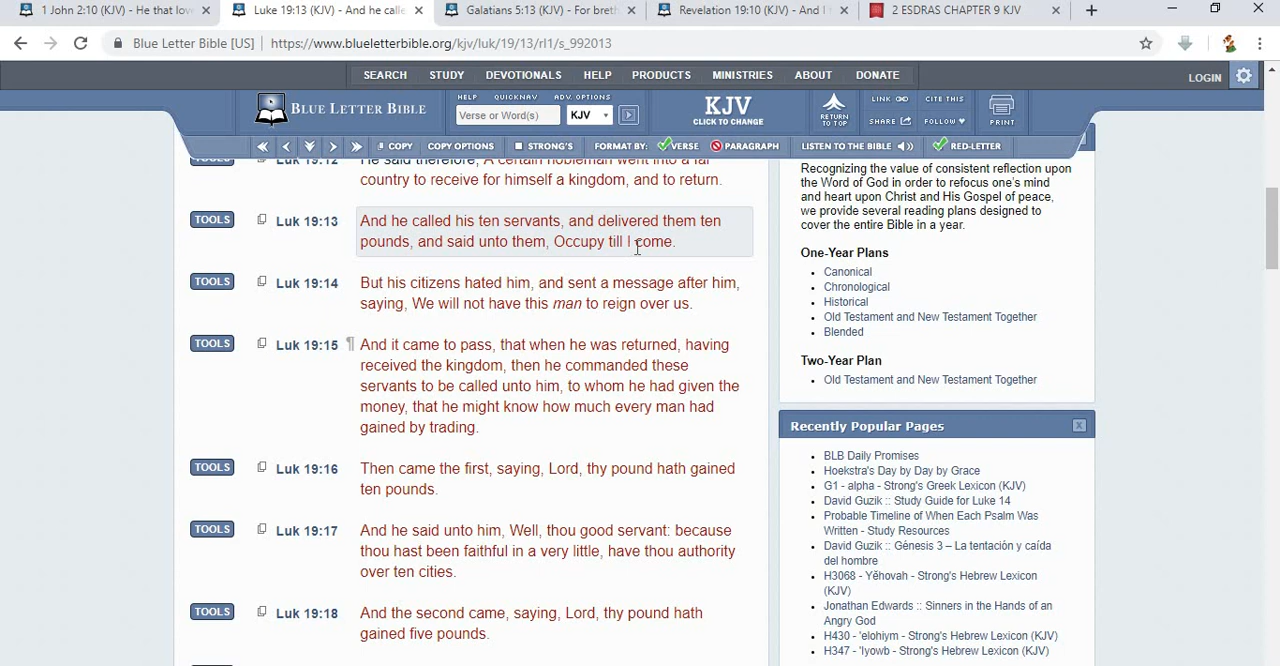 1 John 2:10 (KJV) - He that lov
Luke 19:13 (KJV) - And he calle
Galatians 5:13 (KJV) - For breth
Revelation 19:10 (KJV) - And I f
2 ESDRAS CHAPTER 9 KJV
Blue Letter Bible [US]
https://www.blueletterbible.org/kjv/luk/19/13/rl1/s_992013
SEARCH STUDY DEVOTIONALS HELP PRODUCTS MINISTRIES ABOUT DONATE
LOGIN
BLUE LETTER BIBLE
HELP QUICKNAV ADV. OPTIONS
Verse or Word(s)
KJV
KJV
CLICK TO CHANGE
RETURN
TO TOP
LINK
CITE THIS
SHARE
FOLLOW
PRINT
COPY COPY OPTIONS STRONG'S FORMAT BY: VERSE PARAGRAPH LISTEN TO THE BIBLE RED-LETTER
TOOLS
Luk 19:12
He said therefore, A certain nobleman went into a far
country to receive for himself a kingdom, and to return.
TOOLS
Luk 19:13
And he called his ten servants, and delivered them ten
pounds, and said unto them, Occupy till I come.
TOOLS
Luk 19:14
But his citizens hated him, and sent a message after him,
saying, We will not have this man to reign over us.
TOOLS
Luk 19:15
¶
And it came to pass, that when he was returned, having
received the kingdom, then he commanded these
servants to be called unto him, to whom he had given the
money, that he might know how much every man had
gained by trading.
TOOLS
Luk 19:16
Then came the first, saying, Lord, thy pound hath gained
ten pounds.
TOOLS
Luk 19:17
And he said unto him, Well, thou good servant: because
thou hast been faithful in a very little, have thou authority
over ten cities.
TOOLS
Luk 19:18
And the second came, saying, Lord, thy pound hath
gained five pounds.
Recognizing the value of consistent reflection upon
the Word of God in order to refocus one's mind
and heart upon Christ and His Gospel of peace,
we provide several reading plans designed to
cover the entire Bible in a year.
One-Year Plans
Canonical
Chronological
Historical
Old Testament and New Testament Together
Blended
Two-Year Plan
Old Testament and New Testament Together
Recently Popular Pages
BLB Daily Promises
Hoekstra's Day by Day by Grace
G1 - alpha - Strong's Greek Lexicon (KJV)
David Guzik :: Study Guide for Luke 14
Probable Timeline of When Each Psalm Was
Written - Study Resources
David Guzik :: Génesis 3 – La tentación y caída
del hombre
H3068 - Yĕhovah - Strong's Hebrew Lexicon
(KJV)
Jonathan Edwards :: Sinners in the Hands of an
Angry God
H430 - 'elohiym - Strong's Hebrew Lexicon (KJV)
H347 - 'Iyowb - Strong's Hebrew Lexicon (KJV)